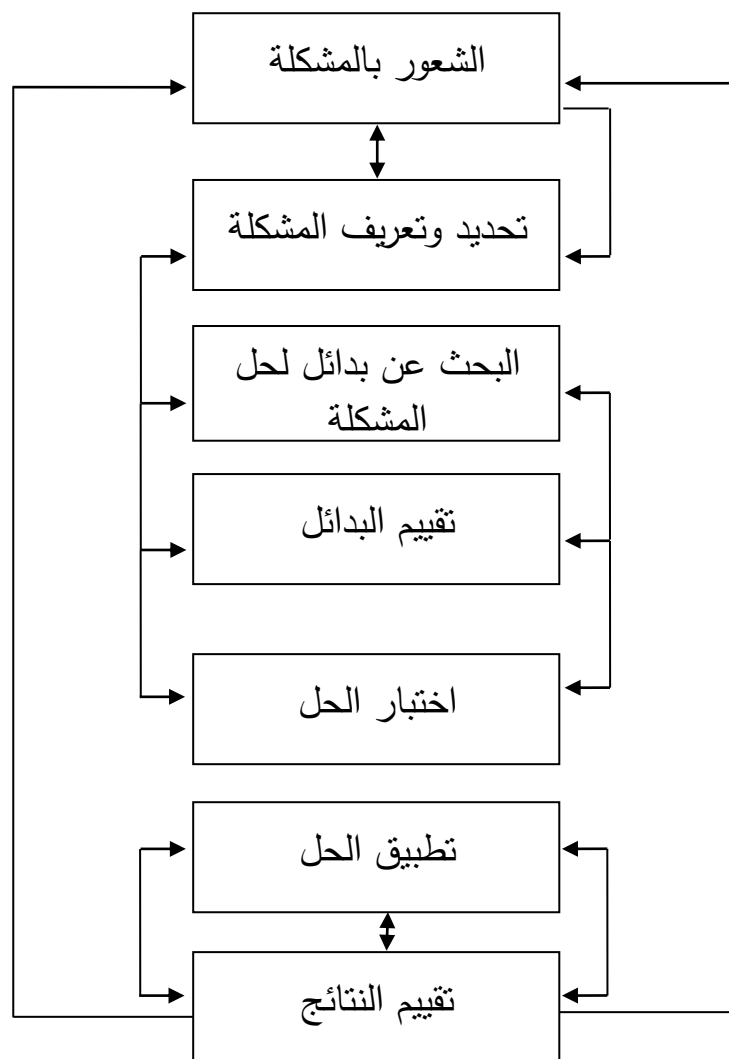 الشعور بالمشكلة
تحديد وتعريف المشكلة
البحث عن بدائل لحل
المشكلة
تقييم البدائل
اختبار الحل
تطبيق الحل
تقييم النتائج